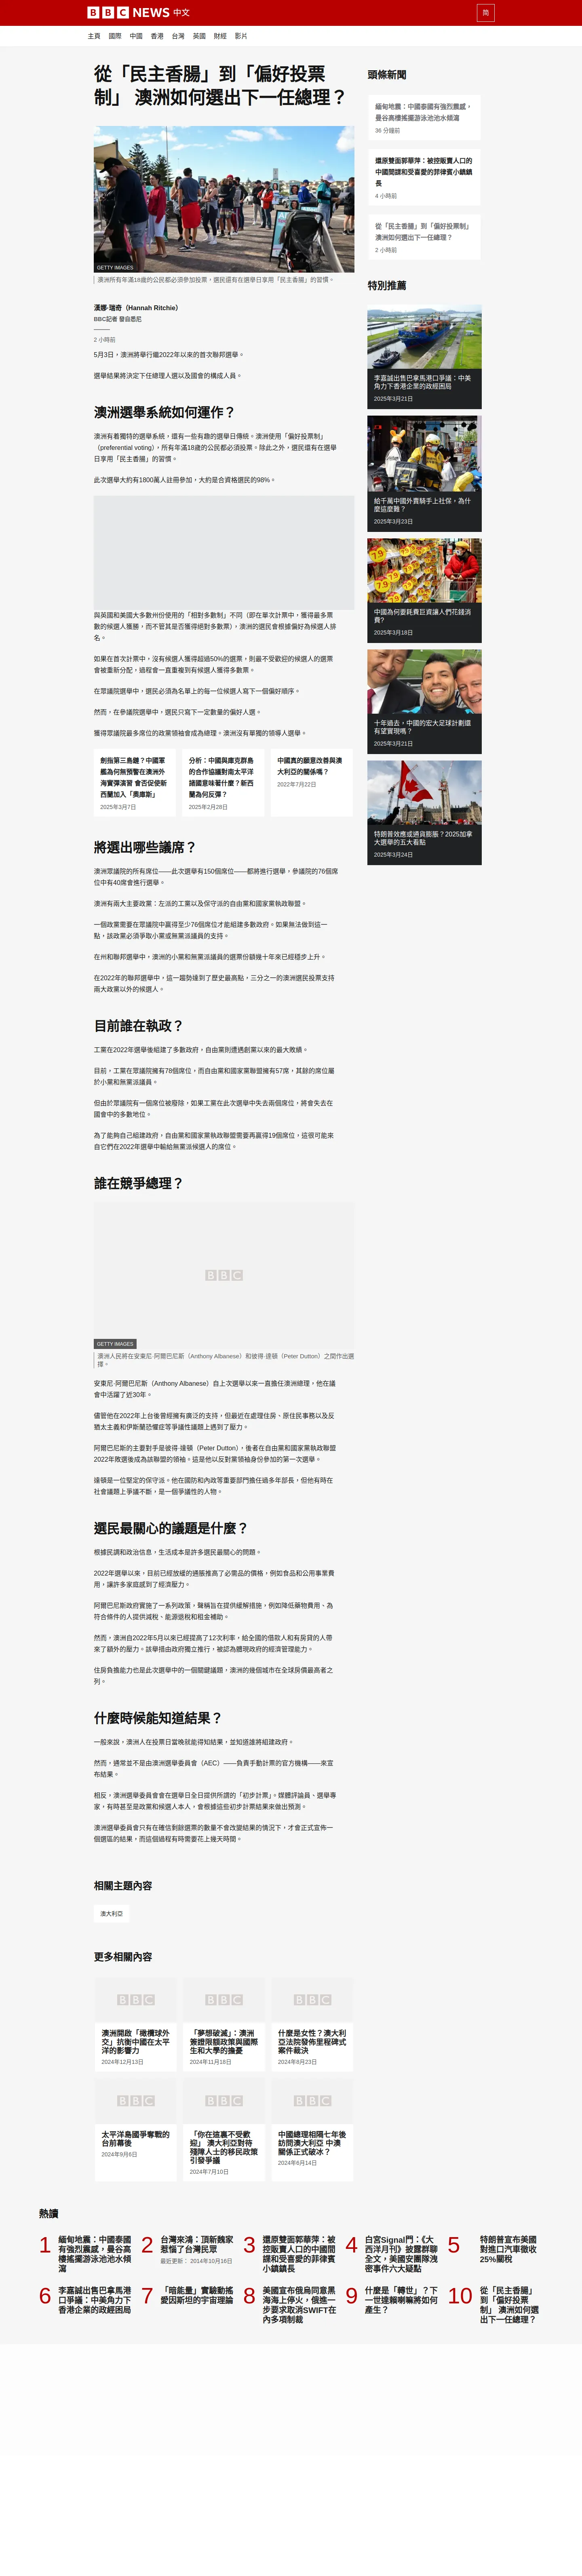 BBC NEWS 中文
简
主頁 國際 中國 香港 台灣 英國 財經 影片
從「民主香腸」到「偏好投票
制」 澳洲如何選出下一任總理？
GETTY IMAGES
澳洲所有年滿18歲的公民都必須參加投票，選民還有在選舉日享用「民主香腸」的習慣。
漢娜·瑞奇（Hannah Ritchie）
BBC記者 發自悉尼
2 小時前
5月3日，澳洲將舉行繼2022年以來的首次聯邦選舉。
選舉結果將決定下任總理人選以及國會的構成人員。
澳洲選舉系統如何運作？
澳洲有着獨特的選舉系統，還有一些有趣的選舉日傳統。澳洲使用「偏好投票制」
（preferential voting），所有年滿18歲的公民都必須投票。除此之外，選民還有在選舉
日享用「民主香腸」的習慣。
此次選舉大約有1800萬人註冊參加，大約是合資格選民的98%。
與英國和美國大多數州份使用的「相對多數制」不同（即在單次計票中，獲得最多票
數的候選人獲勝，而不管其是否獲得絕對多數票），澳洲的選民會根據偏好為候選人排
名。
如果在首次計票中，沒有候選人獲得超過50%的選票，則最不受歡迎的候選人的選票
會被重新分配，過程會一直重複到有候選人獲得多數票。
在眾議院選舉中，選民必須為名單上的每一位候選人寫下一個偏好順序。
然而，在參議院選舉中，選民只寫下一定數量的偏好人選。
獲得眾議院最多席位的政黨領袖會成為總理，澳洲沒有單獨的領導人選舉。
劍指第三島鏈？中國軍
艦為何無預警在澳洲外
海實彈演習 會否促使新
西蘭加入「奧庫斯」
2025年3月7日
分析：中國與庫克群島
的合作協議對南太平洋
諸國意味著什麼？新西
蘭為何反彈？
2025年2月28日
中國真的願意改善與澳
大利亞的關係嗎？
2022年7月22日
將選出哪些議席？
澳洲眾議院的所有席位——此次選舉有150個席位——都將進行選舉，參議院的76個席
位中有40席會進行選舉。
澳洲有兩大主要政黨：左派的工黨以及保守派的自由黨和國家黨執政聯盟。
一個政黨需要在眾議院中贏得至少76個席位才能組建多數政府。如果無法做到這一
點，該政黨必須爭取小黨或無黨派議員的支持。
在州和聯邦選舉中，澳洲的小黨和無黨派議員的選票份額幾十年來已經穩步上升。
在2022年的聯邦選舉中，這一趨勢達到了歷史最高點，三分之一的澳洲選民投票支持
兩大政黨以外的候選人。
目前誰在執政？
工黨在2022年選舉後組建了多數政府，自由黨則遭遇創黨以來的最大敗績。
目前，工黨在眾議院擁有78個席位，而自由黨和國家黨聯盟擁有57席，其餘的席位屬
於小黨和無黨派議員。
但由於眾議院有一個席位被廢除，如果工黨在此次選舉中失去兩個席位，將會失去在
國會中的多數地位。
為了能夠自己組建政府，自由黨和國家黨執政聯盟需要再贏得19個席位，這很可能來
自它們在2022年選舉中輸給無黨派候選人的席位。
誰在競爭總理？
BBC
GETTY IMAGES
澳洲人民將在安東尼·阿爾巴尼斯（Anthony Albanese）和彼得·達頓（Peter Dutton）之間作出選
擇。
安東尼·阿爾巴尼斯（Anthony Albanese）自上次選舉以來一直擔任澳洲總理，他在議
會中活躍了近30年。
儘管他在2022年上台後曾經擁有廣泛的支持，但最近在處理住房、原住民事務以及反
猶太主義和伊斯蘭恐懼症等爭議性議題上遇到了壓力。
阿爾巴尼斯的主要對手是彼得·達頓（Peter Dutton），後者在自由黨和國家黨執政聯盟
2022年敗選後成為該聯盟的領袖。這是他以反對黨領袖身份參加的第一次選舉。
達頓是一位堅定的保守派。他在國防和內政等重要部門擔任過多年部長，但他有時在
社會議題上爭議不斷，是一個爭議性的人物。
選民最關心的議題是什麼？
根據民調和政治信息，生活成本是許多選民最關心的問題。
2022年選舉以來，目前已經放緩的通脹推高了必需品的價格，例如食品和公用事業費
用，讓許多家庭感到了經濟壓力。
阿爾巴尼斯政府實施了一系列政策，聲稱旨在提供緩解措施，例如降低藥物費用、為
符合條件的人提供減稅、能源退稅和租金補助。
然而，澳洲自2022年5月以來已經提高了12次利率，給全國的借款人和有房貸的人帶
來了額外的壓力。該舉措由政府獨立推行，被認為體現政府的經濟管理能力。
住房負擔能力也是此次選舉中的一個關鍵議題，澳洲的幾個城市在全球房價最高者之
列。
什麼時候能知道結果？
一般來說，澳洲人在投票日當晚就能得知結果，並知道誰將組建政府。
然而，通常並不是由澳洲選舉委員會（AEC）——負責手動計票的官方機構——來宣
布結果。
相反，澳洲選舉委員會會在選舉日全日提供所謂的「初步計票」。媒體評論員、選舉專
家，有時甚至是政黨和候選人本人，會根據這些初步計票結果來做出預測。
澳洲選舉委員會只有在確信剩餘選票的數量不會改變結果的情況下，才會正式宣佈一
個選區的結果，而這個過程有時需要花上幾天時間。
相關主題內容
澳大利亞
更多相關內容
BBC
澳洲開啟「橄欖球外
交」抗衡中國在太平
洋的影響力
2024年12月13日
BBC
「夢想破滅」：澳洲
簽證限額政策與國際
生和大學的擔憂
2024年11月18日
BBC
什麼是女性？澳大利
亞法院發佈里程碑式
案件裁決
2024年8月23日
BBC
太平洋島國爭奪戰的
台前幕後
2024年9月6日
BBC
「你在這裏不受歡
迎」 澳大利亞對待
殘障人士的移民政策
引發爭議
2024年7月10日
BBC
中國總理相隔七年後
訪問澳大利亞 中澳
關係正式破冰？
2024年6月14日
頭條新聞
緬甸地震：中國泰國有強烈震感，
曼谷高樓搖擺游泳池池水傾瀉
36 分鐘前
還原雙面郭華萍：被控販賣人口的
中國間諜和受喜愛的菲律賓小鎮鎮
長
4 小時前
從「民主香腸」到「偏好投票制」
澳洲如何選出下一任總理？
2 小時前
特別推薦
李嘉誠出售巴拿馬港口爭議：中美
角力下香港企業的政經困局
2025年3月21日
給千萬中國外賣騎手上社保，為什
麼這麼難？
2025年3月23日
7.9
中國為何要耗費巨資讓人們花錢消
費?
2025年3月18日
十年過去，中國的宏大足球計劃還
有望實現嗎？
2025年3月21日
特朗普效應或通貨膨脹？2025加拿
大選舉的五大看點
2025年3月24日
熱讀
1 緬甸地震：中國泰國
有強烈震感，曼谷高
樓搖擺游泳池池水傾
瀉
2 台灣來鴻：頂新魏家
惹惱了台灣民眾
最近更新： 2014年10月16日
3 還原雙面郭華萍：被
控販賣人口的中國間
諜和受喜愛的菲律賓
小鎮鎮長
4 白宮Signal門：《大
西洋月刊》披露群聊
全文，美國安團隊洩
密事件六大疑點
5 特朗普宣布美國
對進口汽車徵收
25%關稅
6 李嘉誠出售巴拿馬港
口爭議：中美角力下
香港企業的政經困局
7 「暗能量」實驗動搖
愛因斯坦的宇宙理論
8 美國宣布俄烏同意黑
海海上停火，俄進一
步要求取消SWIFT在
內多項制裁
9 什麼是「轉世」？下
一世達賴喇嘛將如何
產生？
10 從「民主香腸」
到「偏好投票
制」 澳洲如何選
出下一任總理？